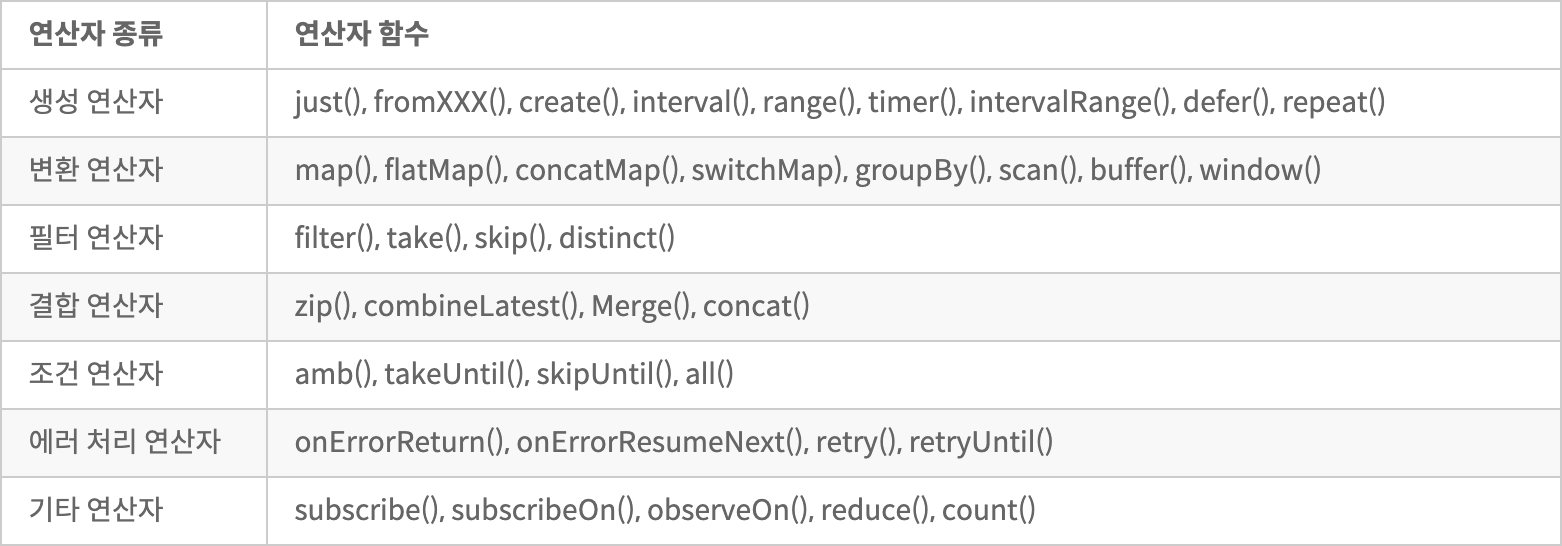 연산자 종류 연산자 함수
생성 연산자 just(), fromXXX(), create(), interval(), range(), timer(), intervalRange(), defer(), repeat()
변환 연산자 map(), flatMap(), concatMap(), switchMap), groupBy(), scan(), buffer(), window()
필터 연산자 filter(), take(), skip(), distinct()
결합 연산자 zip(), combineLatest(), Merge(), concat()
조건 연산자 amb(), takeUntil(), skipUntil(), all()
에러 처리 연산자 onErrorReturn(), onErrorResumeNext(), retry(), retryUntil()
기타 연산자 subscribe(), subscribeOn(), observeOn(), reduce(), count()